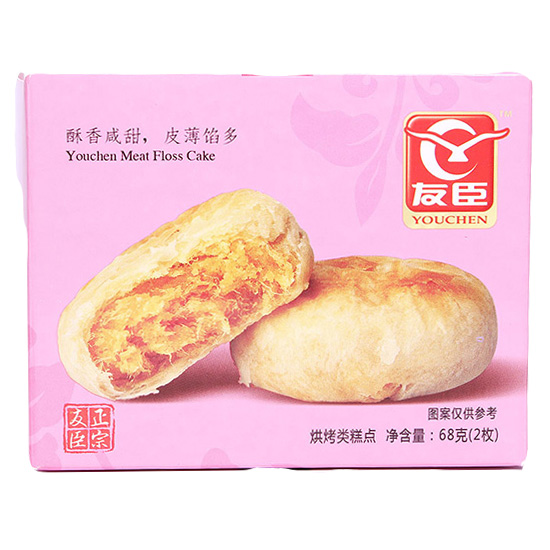 酥香咸甜，皮薄馅多
Youchen Meat Floss Cake
TM
友臣
YOUCHEN
图案仅供参考
正宗
友臣
烘烤类糕点 净含量：68克(2枚)